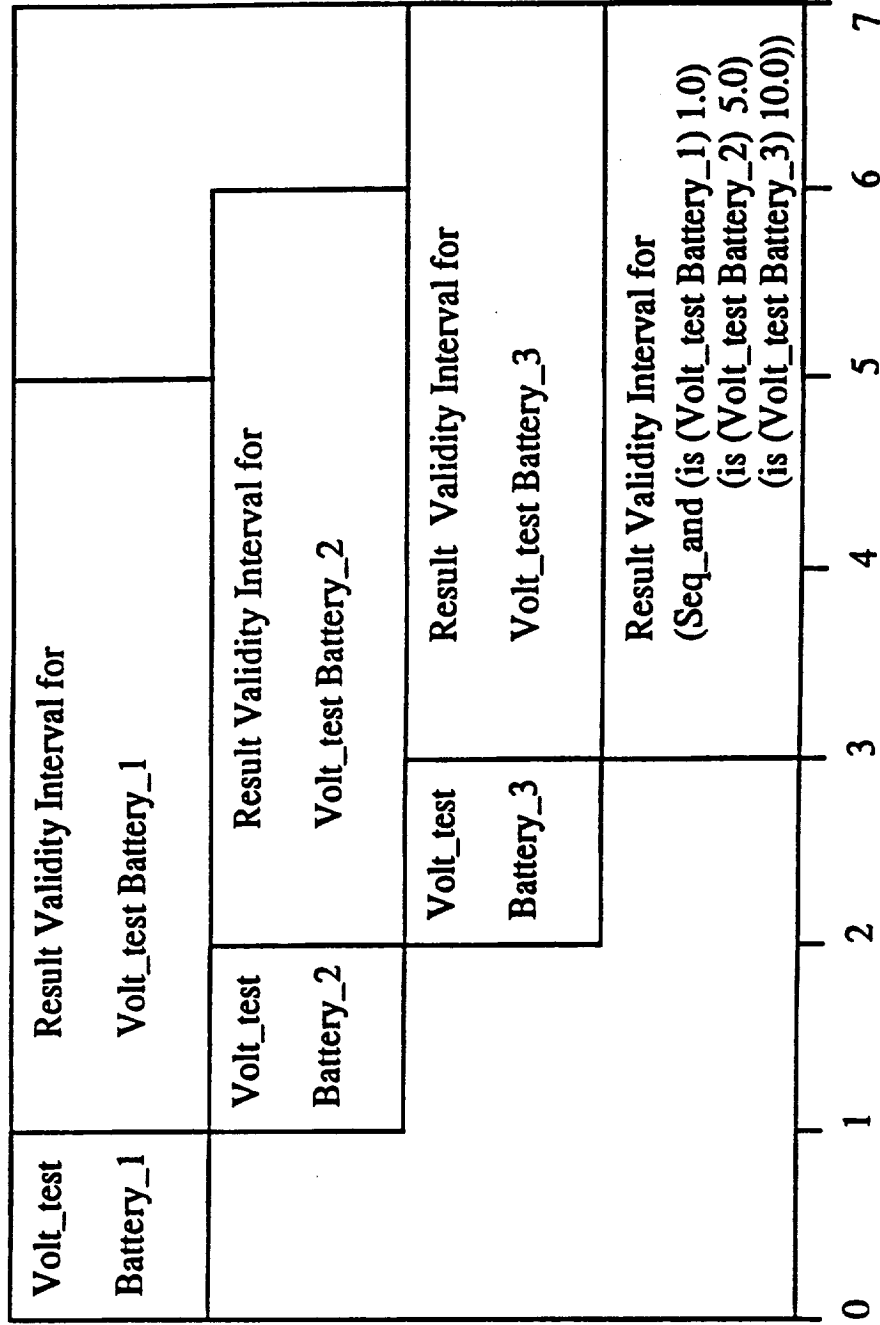 Volt_test
Battery_1
Result Validity Interval for
Volt_test Battery_1
Volt_test
Battery_2
Result Validity Interval for
Volt_test Battery_2
Volt_test
Battery_3
Result Validity Interval for
Volt_test Battery_3
Result Validity Interval for
(Seq_and (is (Volt_test Battery_1) 1.0)
(is (Volt_test Battery_2) 5.0)
(is (Volt_test Battery_3) 10.0))
0 1 2 3 4 5 6 7